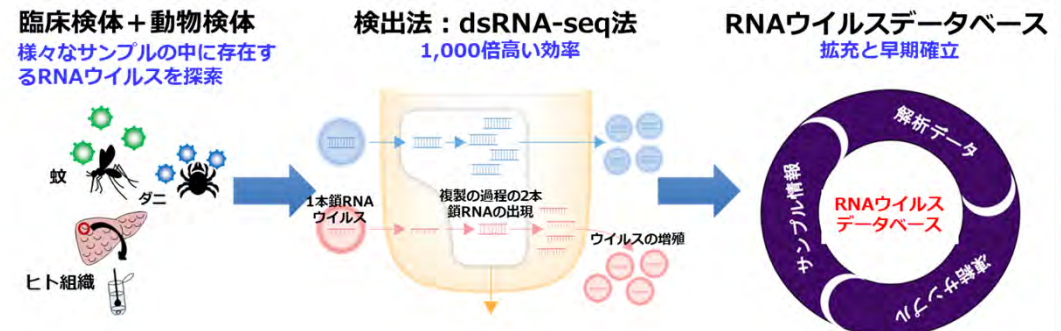 臨床検体＋動物検体
様々なサンプルの中に存在す
るRNAウイルスを探索
蚊
ダニ
ヒト組織
検出法：dsRNA-seq法
1,000倍高い効率
1本鎖RNA
ウイルス
複製の過程の2本
鎖RNAの出現
ウイルスの増殖
RNAウイルスデータベース
拡充と早期確立
解析データ
サンプル情報
凍結サンプル
RNAウイルス
データベース